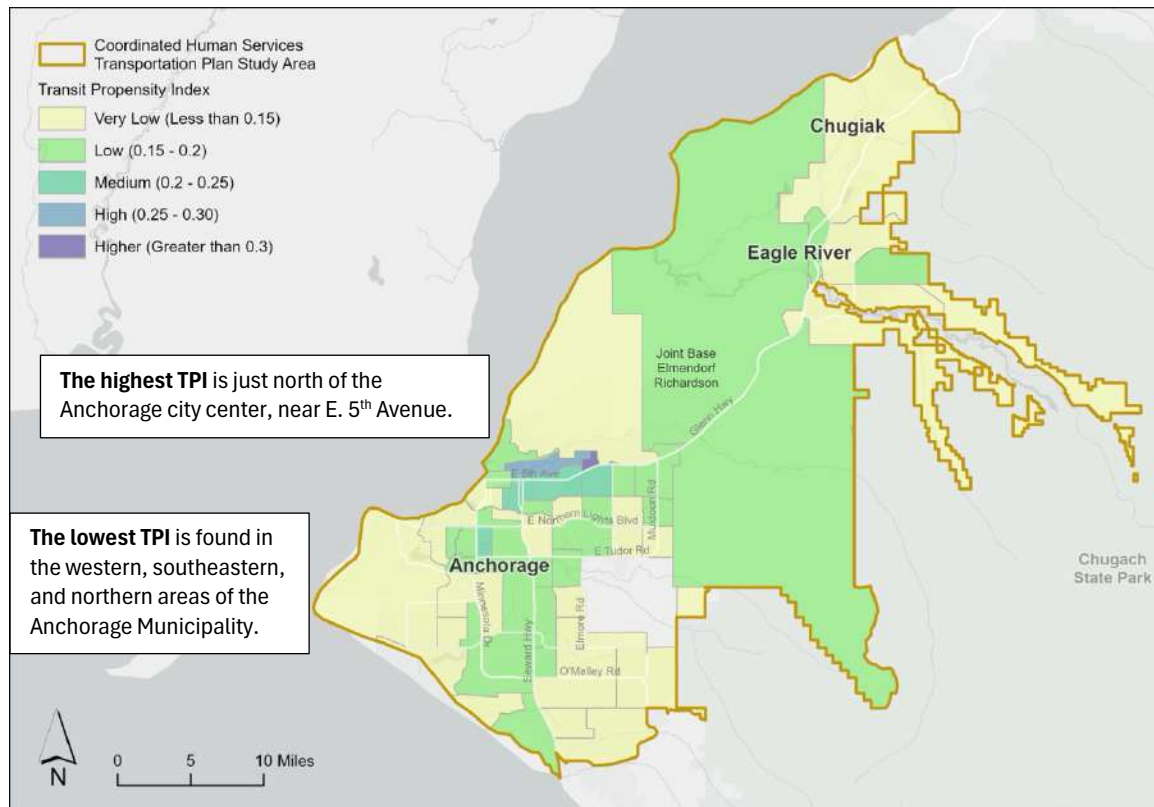 Coordinated Human Services
Transportation Plan Study Area
Transit Propensity Index
Very Low (Less than 0.15)
Low (0.15 - 0.2)
Medium (0.2 - 0.25)
High (0.25 - 0.30)
Higher (Greater than 0.3)
Chugiak
Eagle River
Joint Base
Elmendorf
Richardson
Glenn Hwy
The highest TPI is just north of the
Anchorage city center, near E. 5th Avenue.
E 5th Ave
Muldoon Rd
E Northern Lights Blvd
E Tudor Rd
The lowest TPI is found in
the western, southeastern,
and northern areas of the
Anchorage Municipality.
Anchorage
Chugach
State Park
Minnesota Dr
Seward Hwy
Elmore Rd
O'Malley Rd
N
0 5 10 Miles